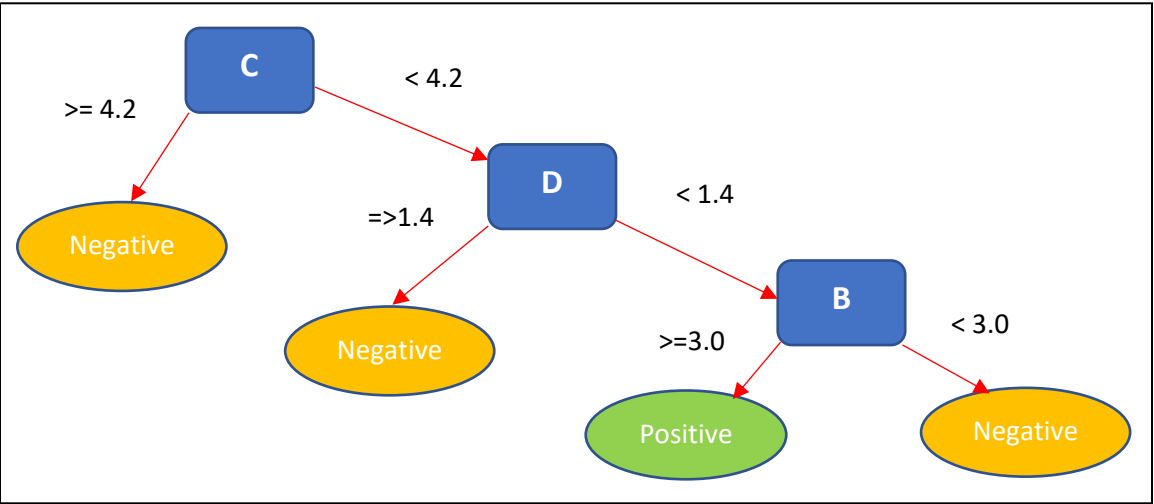 C
< 4.2
>= 4.2
D
< 1.4
=>1.4
Negative
B
< 3.0
>=3.0
Negative
Positive
Negative